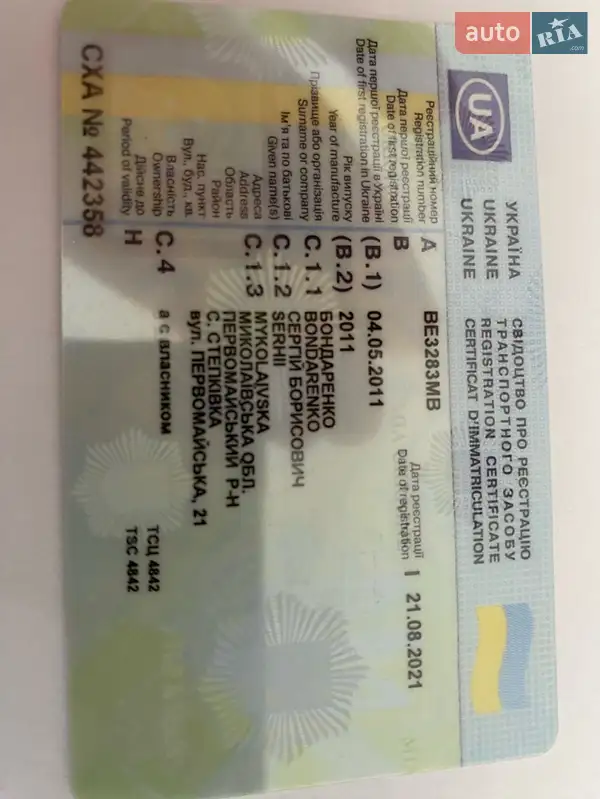 auto RIA .com
UA
УКРАЇНА СВІДОЦТВО ПРО РЕЄСТРАЦІЮ
ТРАНСПОРТНОГО ЗАСОБУ
UKRAINE REGISTRATION CERTIFICATE
UKRAINE CERTIFICAT D'IMMATRICULATION
Реєстраційний номер
Registration number A BE3283MB
Дата реєстрації
Date of registration I 21.08.2021
Дата першої реєстрації
Date of first registration B
Дата першої реєстрації в Україні
Date of first registration in Ukraine (B.1) 04.05.2011
Рік випуску
Year of manufacture (B.2) 2011
Прізвище або організація БОНДАРЕНКО
Surname or company C.1.1 BONDARENKO
Ім'я та по батькові СЕРГІЙ БОРИСОВИЧ
Given name(s) C.1.2 SERHII
Адреса MYKOLAIVSKA
Address C.1.3 МИКОЛАЇВСЬКА ОБЛ.
Область ПЕРВОМАЙСЬКИЙ Р-Н
Район С. СТЕПКІВКА
Нас. пункт вул. ПЕРВОМАЙСЬКА, 21
Вул. буд., кв.
Власність
Ownership C.4 а є власником
Дійсне до
Period of validity H
ТСЦ 4842
TSC 4842
СХА № 442358